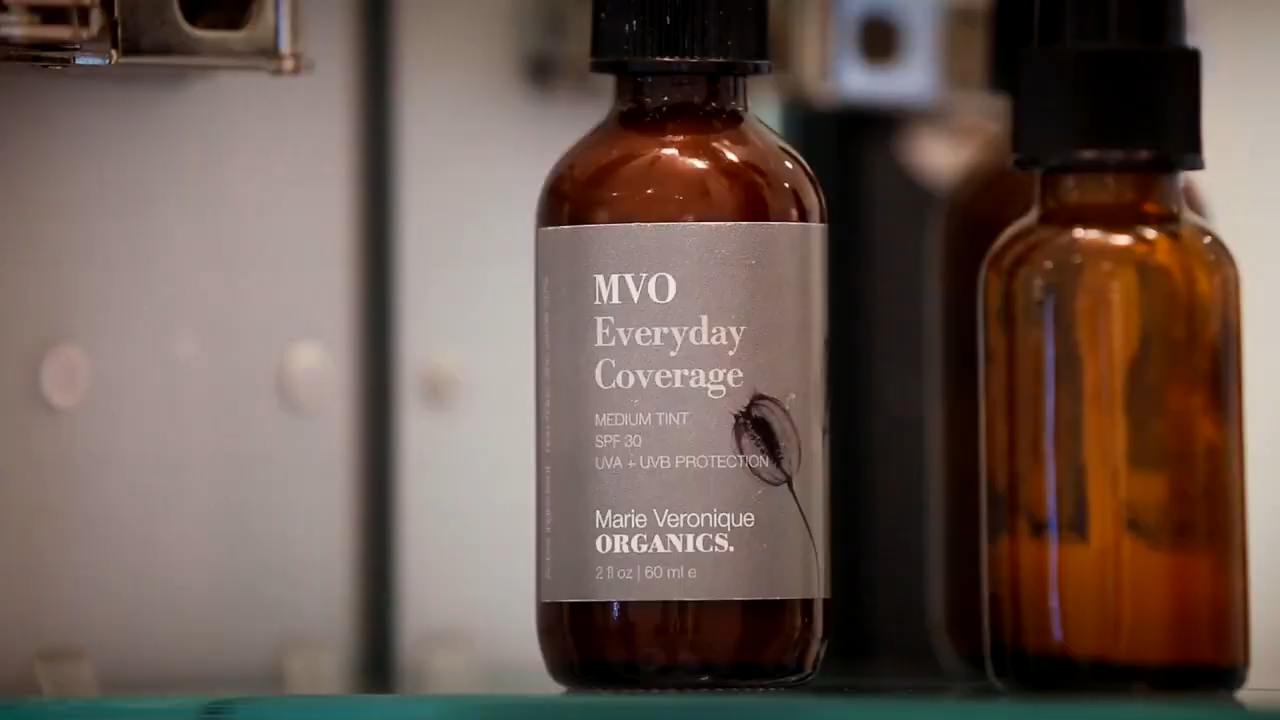 MVO
Everyday
Coverage
MEDIUM TINT
SPF 30
UVA + UVB PROTECTION
Marie Veronique
ORGANICS.
2 fl oz | 60 ml e